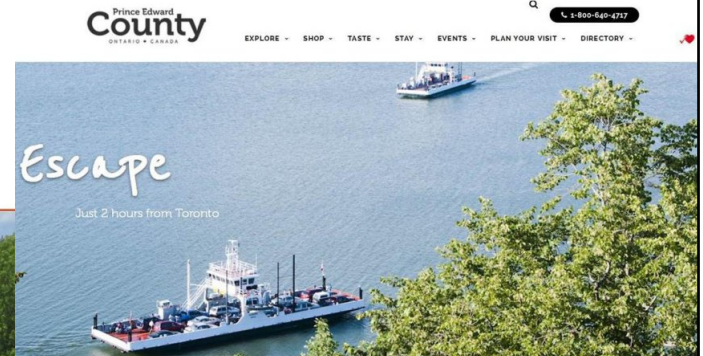 Prince Edward
County
ONTARIO • CANADA
1-800-640-4717
EXPLORE SHOP TASTE STAY EVENTS PLAN YOUR VISIT DIRECTORY
Escape
Just 2 hours from Toronto